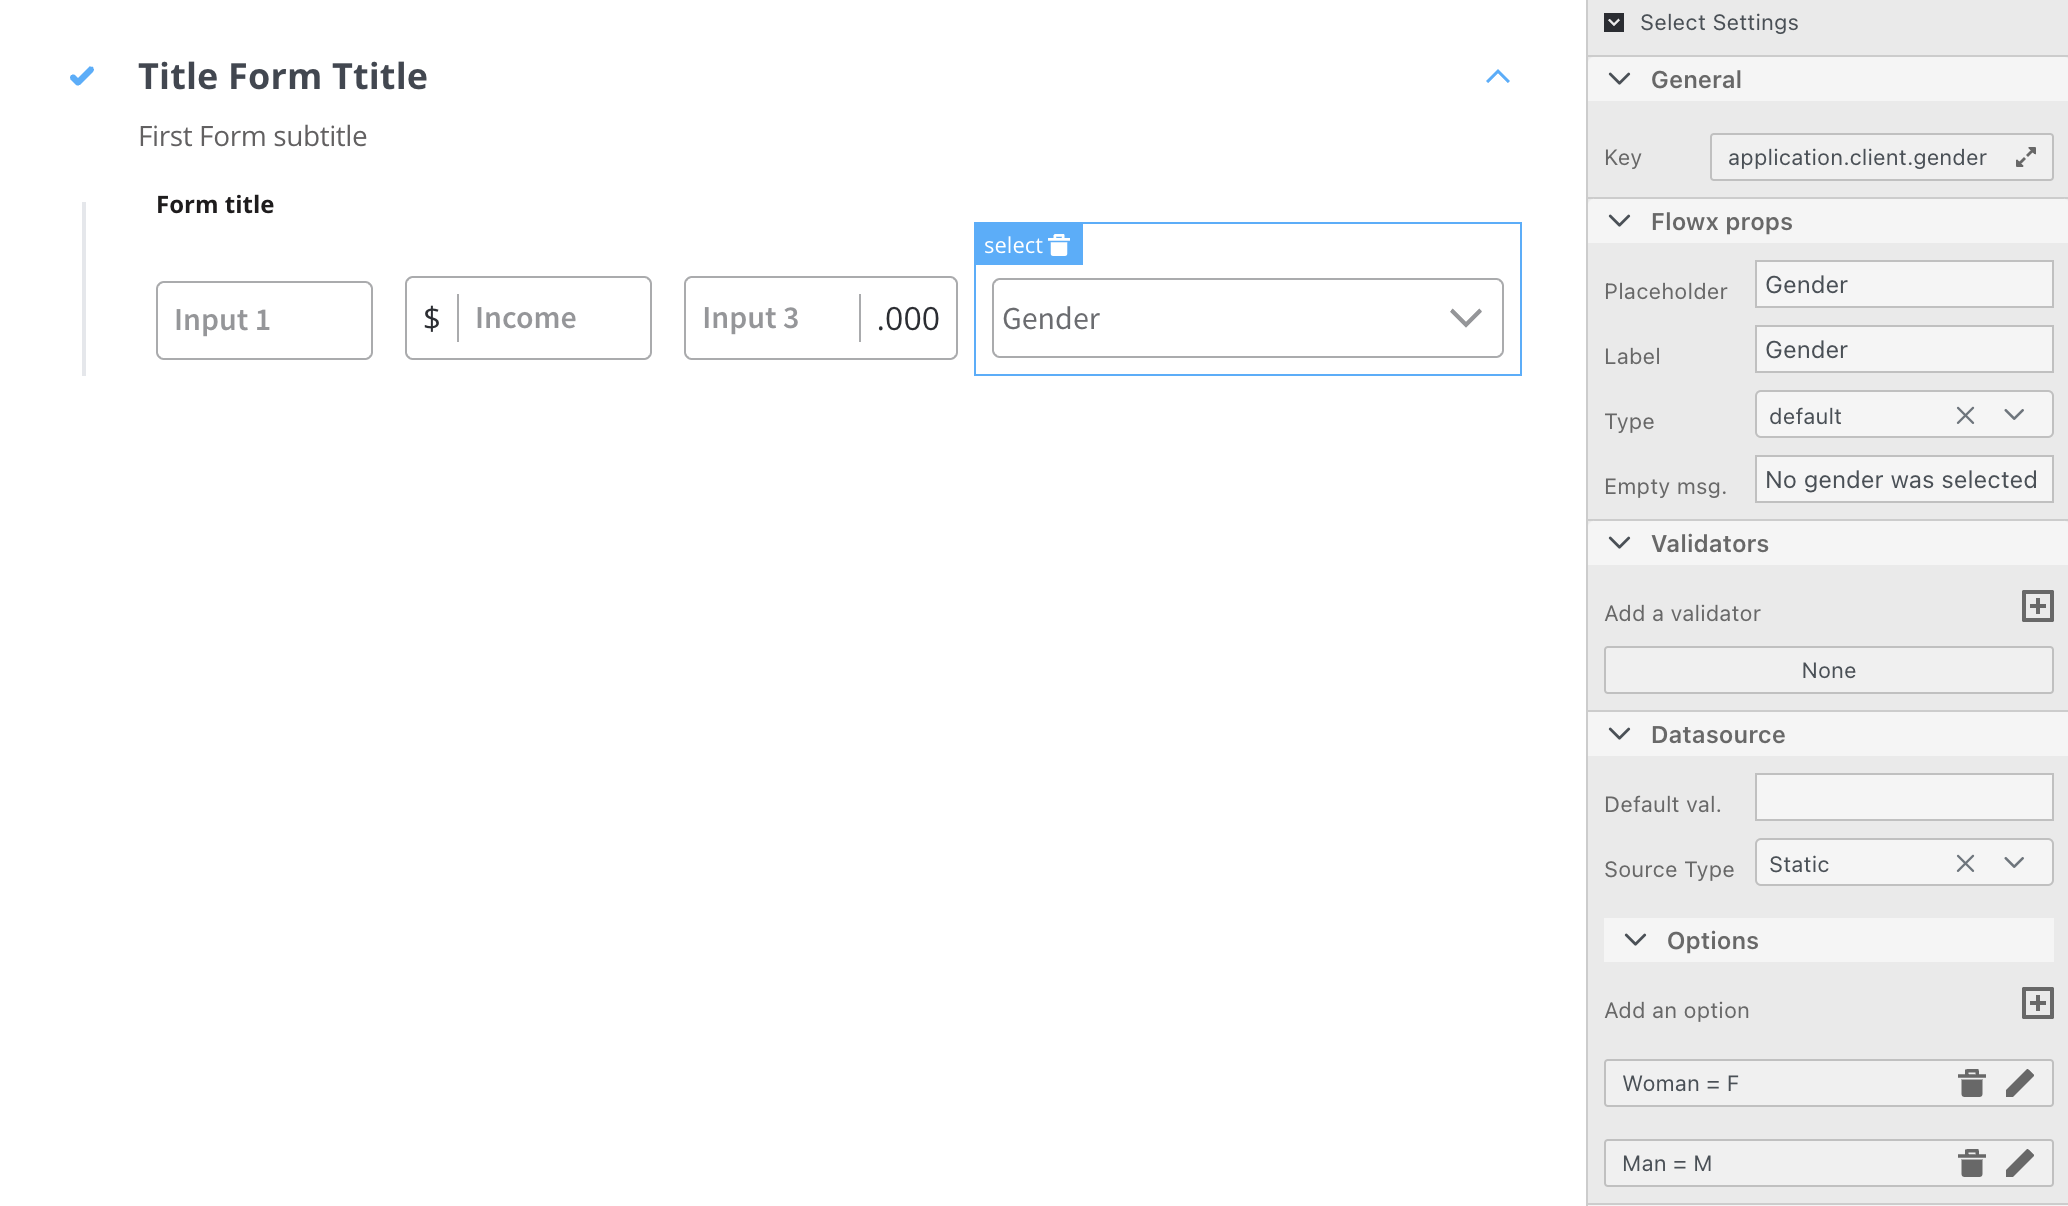 Title Form Ttitle
First Form subtitle
Form title
select
Input 1
$ Income
Input 3 .000
Gender
Select Settings
General
Key application.client.gender
Flowx props
Placeholder Gender
Label Gender
Type default
Empty msg. No gender was selected
Validators
Add a validator
None
Datasource
Default val.
Source Type Static
Options
Add an option
Woman = F
Man = M